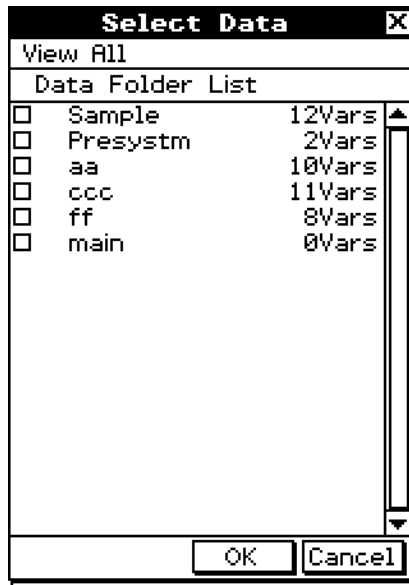 Select Data
View All
Data Folder List
Sample 12Vars
Presystm 2Vars
aa 10Vars
ccc 11Vars
ff 8Vars
main 0Vars
OK Cancel